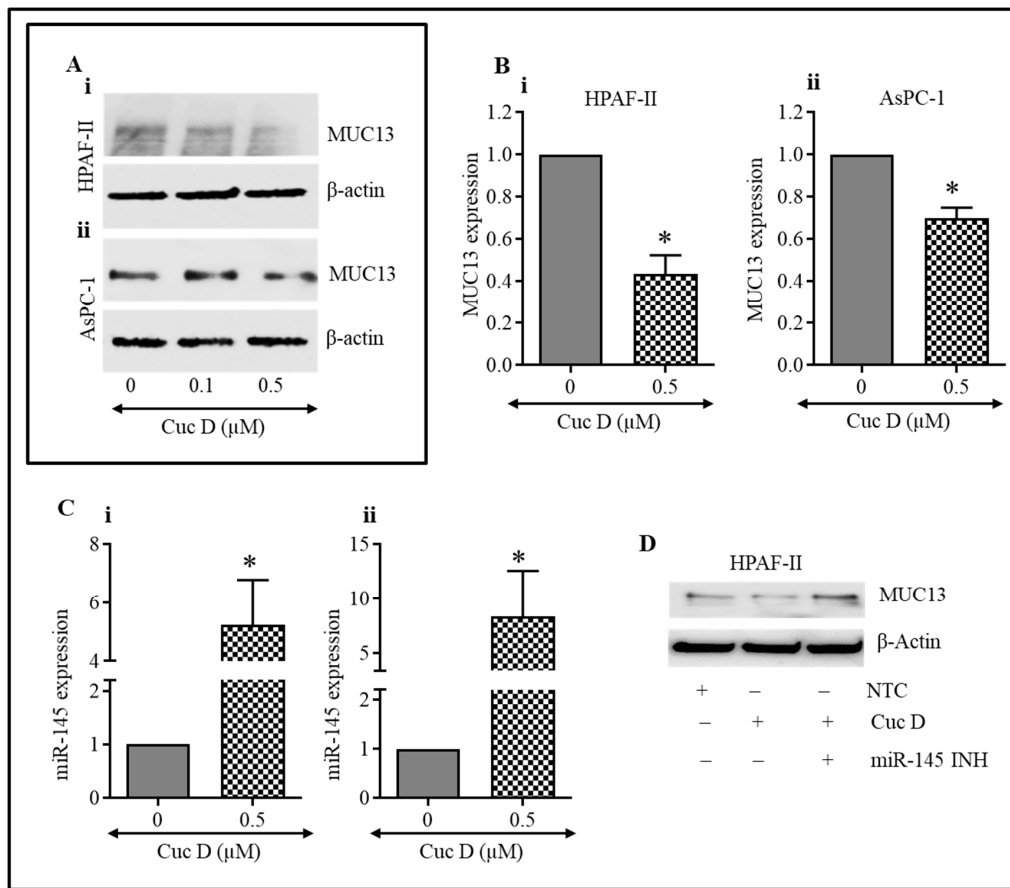 A
i
HPAF-II
MUC13
β-actin
ii
AsPC-1
MUC13
β-actin
0 0.1 0.5
Cuc D (μM)
B
i
HPAF-II
MUC13 expression
1.2
1.0
0.8
0.6
0.4
0.2
0.0
*
0 0.5
Cuc D (μM)
ii
AsPC-1
MUC13 expression
1.2
1.0
0.8
0.6
0.4
0.2
0.0
*
0 0.5
Cuc D (μM)
C
i
miR-145 expression
8
6
4
2
1
0
*
0 0.5
Cuc D (μM)
ii
miR-145 expression
15
10
5
2
1
0
*
0 0.5
Cuc D (μM)
D
HPAF-II
MUC13
β-Actin
+ – – NTC
– + + Cuc D
– – + miR-145 INH